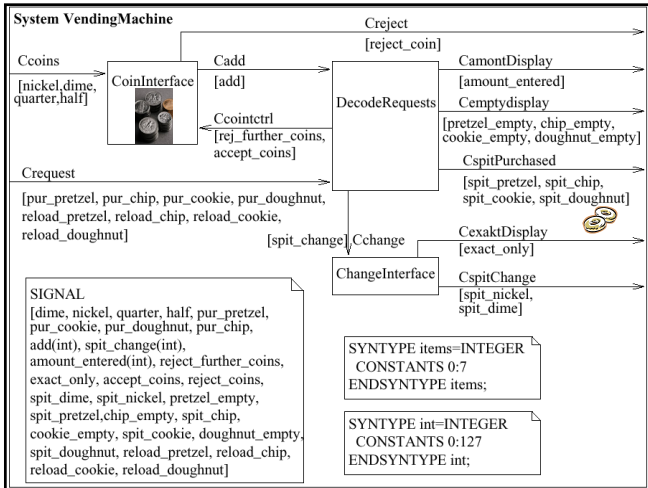 System VendingMachine
Creject
[reject_coin]
Ccoins
[nickel,dime,
quarter,half]
CoinInterface
Cadd
[add]
DecodeRequests
CamontDisplay
[amount_entered]
Cemptydisplay
[pretzel_empty, chip_empty,
cookie_empty, doughnut_empty]
Ccointctrl
[rej_further_coins,
accept_coins]
CspitPurchased
[spit_pretzel, spit_chip,
spit_cookie, spit_doughnut]
Crequest
[pur_pretzel, pur_chip, pur_cookie, pur_doughnut,
reload_pretzel, reload_chip, reload_cookie,
reload_doughnut]
[spit_change] Cchange
CexaktDisplay
[exact_only]
ChangeInterface
CspitChange
[spit_nickel,
spit_dime]
SIGNAL
[dime, nickel, quarter, half, pur_pretzel,
pur_cookie, pur_doughnut, pur_chip,
add(int), spit_change(int),
amount_entered(int), reject_further_coins,
exact_only, accept_coins, reject_coins,
spit_dime, spit_nickel, pretzel_empty,
spit_pretzel,chip_empty, spit_chip,
cookie_empty, spit_cookie, doughnut_empty,
spit_doughnut, reload_pretzel, reload_chip,
reload_cookie, reload_doughnut]
SYNTYPE items=INTEGER
CONSTANTS 0:7
ENDSYNTYPE items;
SYNTYPE int=INTEGER
CONSTANTS 0:127
ENDSYNTYPE int;